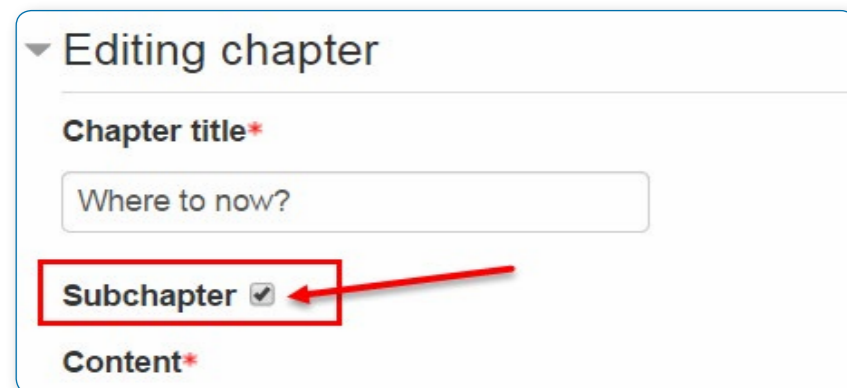 Editing chapter
Chapter title*
Where to now?
Subchapter
Content*